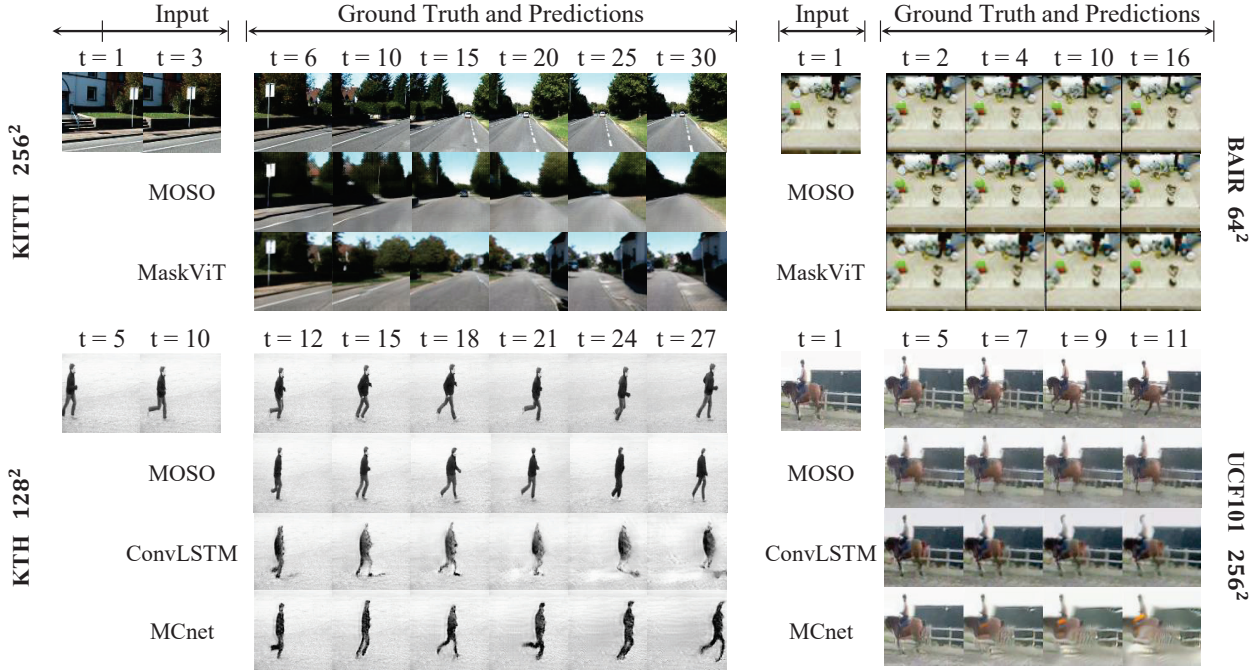 Input Ground Truth and Predictions Input Ground Truth and Predictions
t = 1 t = 3 t = 6 t = 10 t = 15 t = 20 t = 25 t = 30 t = 1 t = 2 t = 4 t = 10 t = 16
KITTI 256²
MOSO
MaskViT
MOSO
MaskViT
BAIR 64²
t = 5 t = 10 t = 12 t = 15 t = 18 t = 21 t = 24 t = 27 t = 1 t = 5 t = 7 t = 9 t = 11
KTH 128²
MOSO
ConvLSTM
MCnet
MOSO
ConvLSTM
MCnet
UCF101 256²